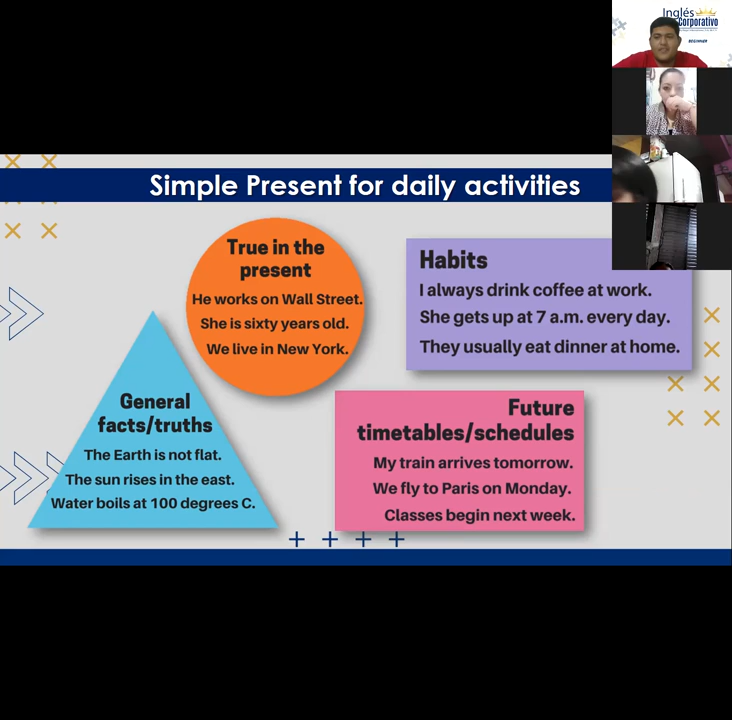 Inglés
Corporativo
BEGINNER
Simple Present for daily activities
True in the
present
He works on Wall Street.
She is sixty years old.
We live in New York.
Habits
I always drink coffee at work.
She gets up at 7 a.m. every day.
They usually eat dinner at home.
General
facts/truths
The Earth is not flat.
The sun rises in the east.
Water boils at 100 degrees C.
Future
timetables/schedules
My train arrives tomorrow.
We fly to Paris on Monday.
Classes begin next week.